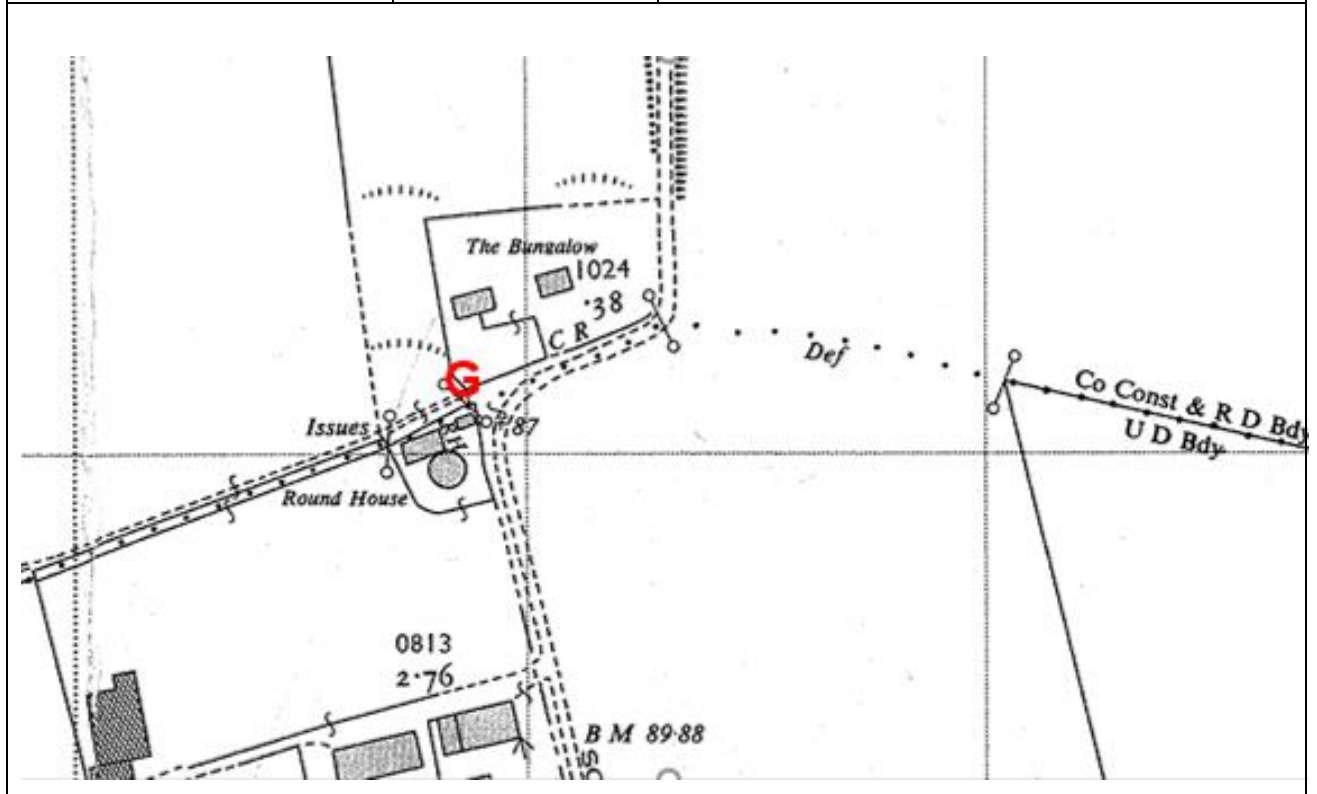 The Bungalow
1024
·38
C R
Def
G
Co Const & R D Bdy
U D Bdy
Issues
87
Round House
0813
2·76
B M 89·88